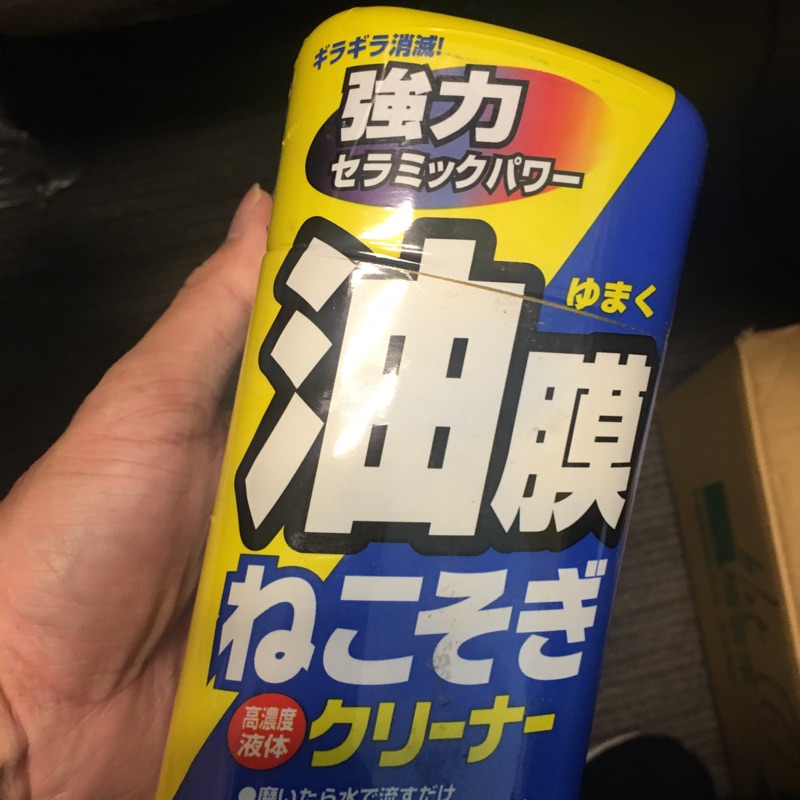 ギラギラ消滅!
強力
セラミックパワー
ゆまく
油膜
ねこそぎ
高濃度
液体
クリーナー
●磨いたら水で流すだけ